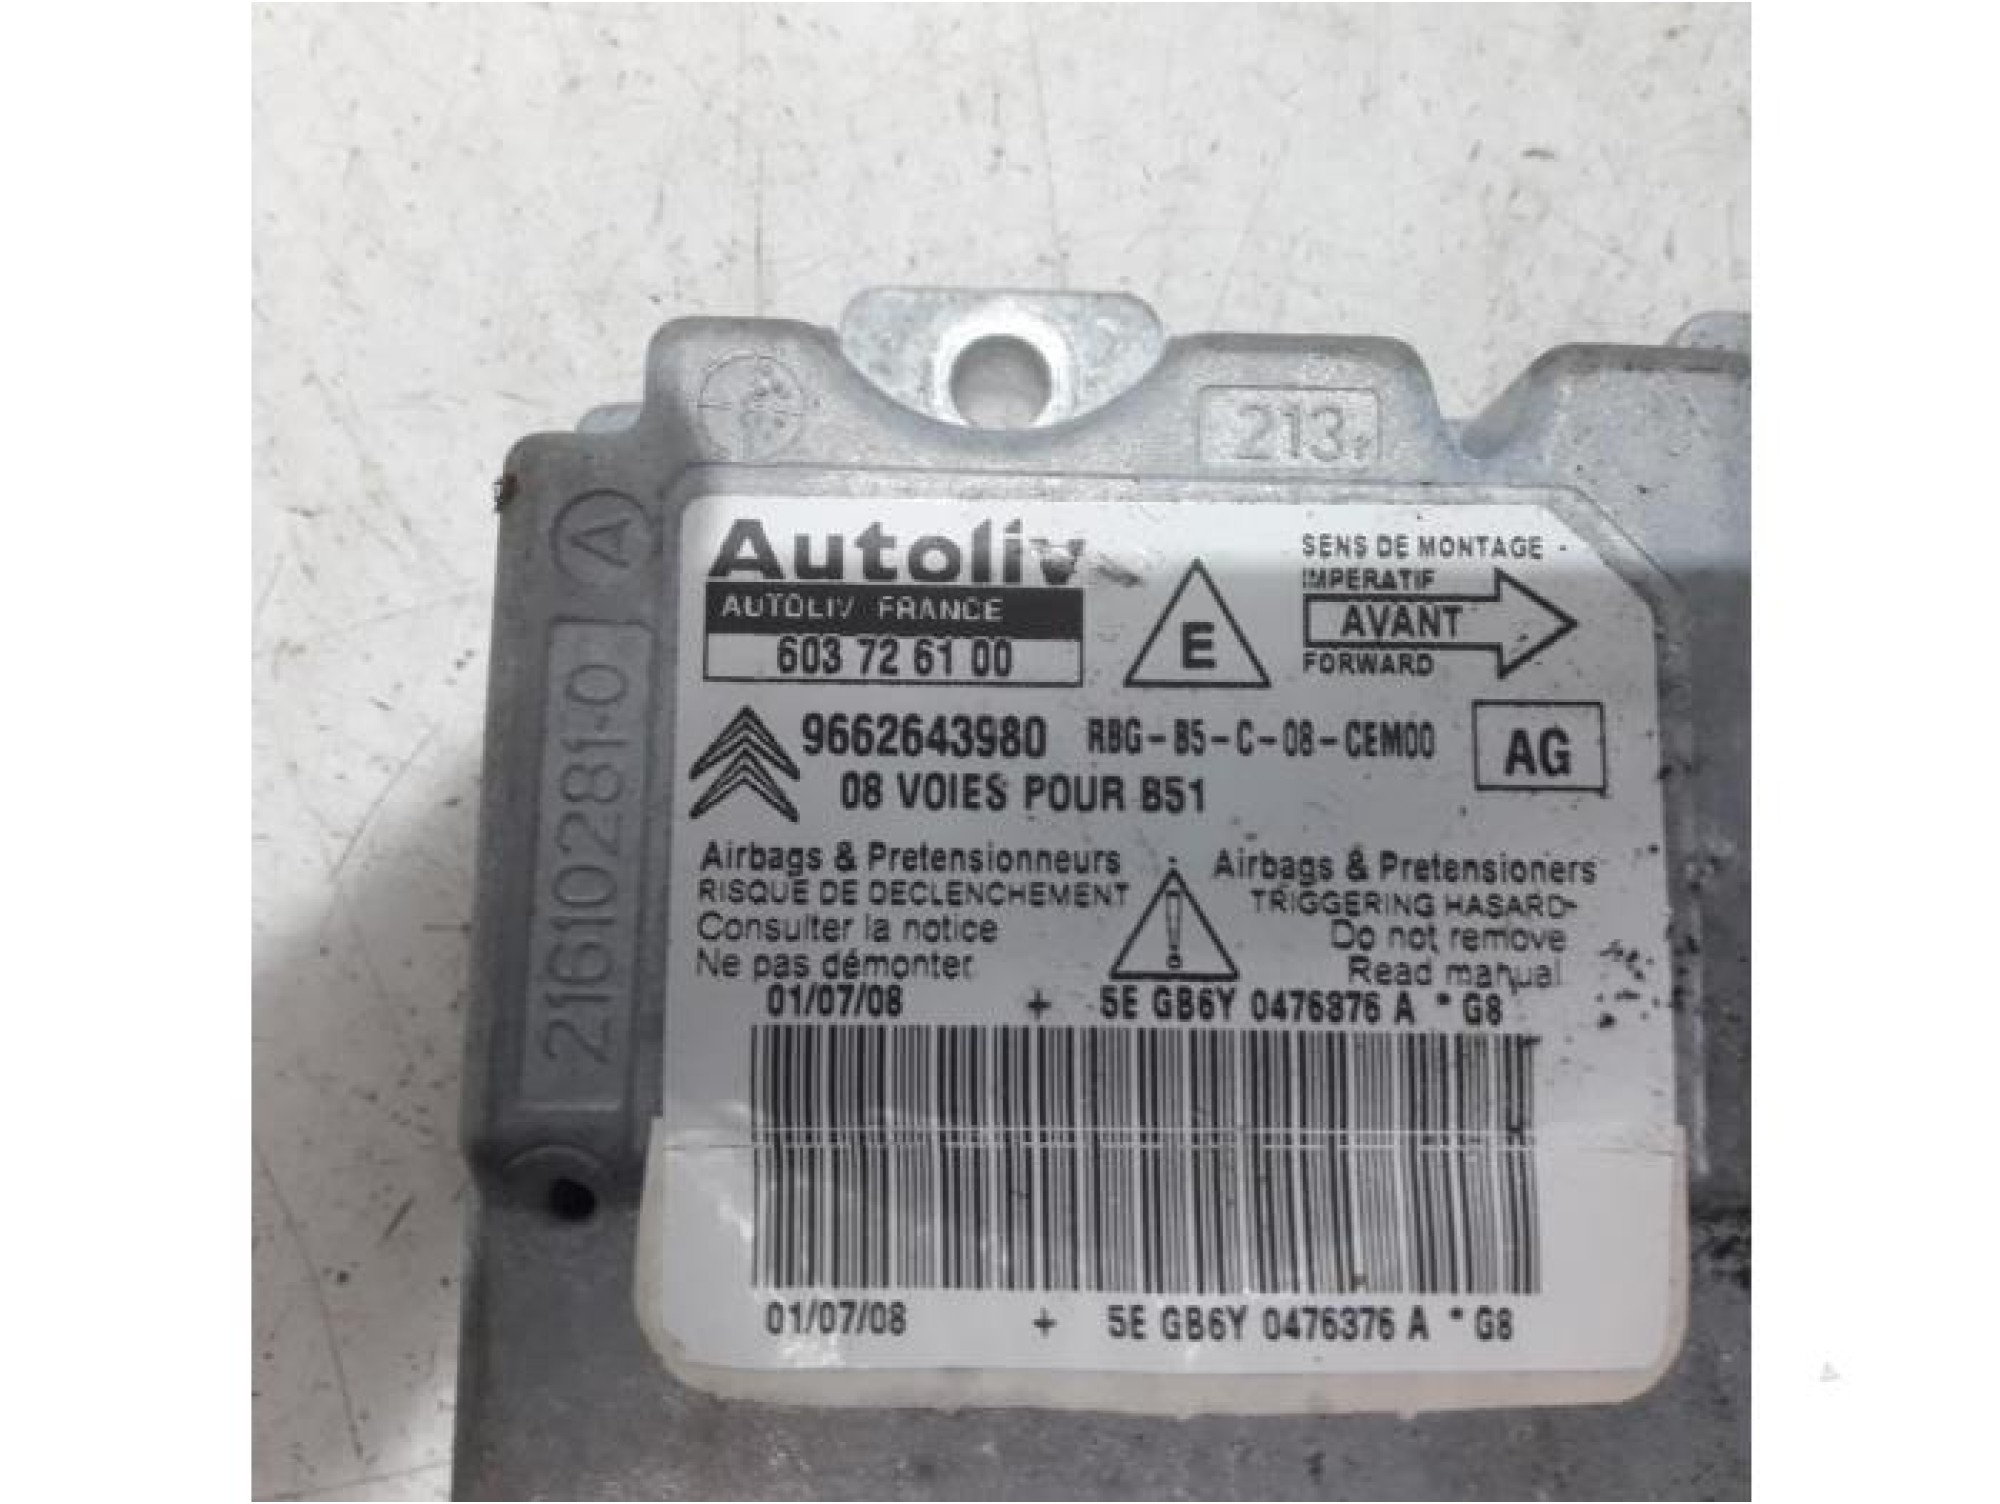 213
A
21610281-0
Autoliv
AUTOLIV FRANCE
603 72 61 00
E
SENS DE MONTAGE
IMPERATIF
AVANT
FORWARD
9662643980 RBG-B5-C-08-CEM00
AG
08 VOIES POUR B51
Airbags & Pretensionneurs
RISQUE DE DECLENCHEMENT
Consulter la notice
Ne pas démonter
!
Airbags & Pretensioners
TRIGGERING HASARD
Do not remove
Read manual
01/07/08 + 5E GB6Y 0476376 A * G8
01/07/08 + 5E GB6Y 0476376 A * G8